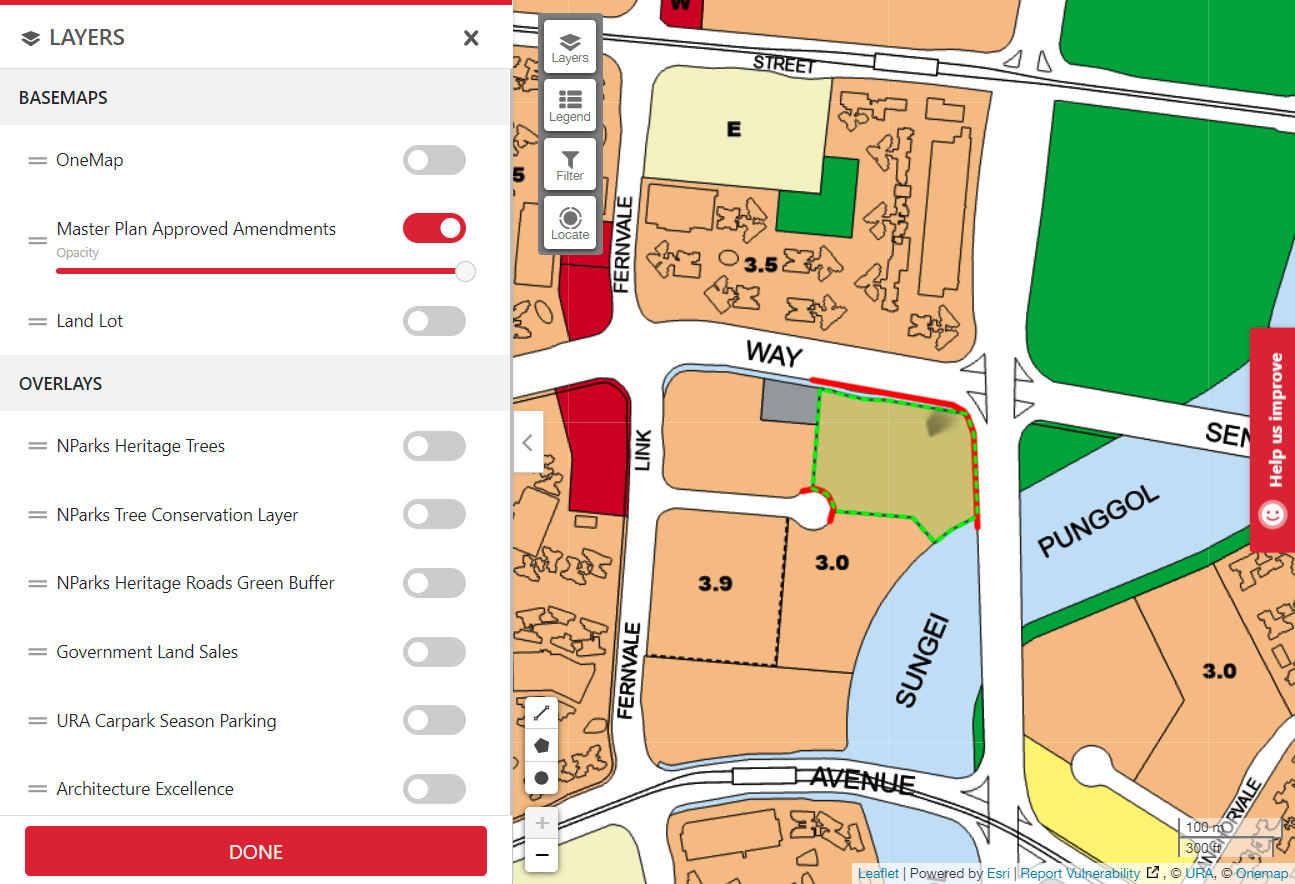 LAYERS
BASEMAPS
OneMap
Master Plan Approved Amendments
Opacity
Land Lot
OVERLAYS
NParks Heritage Trees
NParks Tree Conservation Layer
NParks Heritage Roads Green Buffer
Government Land Sales
URA Carpark Season Parking
Architecture Excellence
DONE
Layers
Legend
Filter
Locate
W
STREET
E
5
FERNVALE
3.5
WAY
LINK
SEN
Help us improve
PUNGGOL
3.0
3.9
SUNGEI
FERNVALE
3.0
AVENUE
ANCHORVALE
100 m
300 ft
+
−
Leaflet | Powered by Esri | Report Vulnerability , © URA, © Onemap